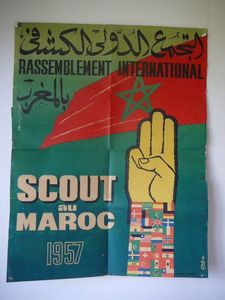 التجمع الدولي الكشفي
RASSEMBLEMENT INTERNATIONAL
بالمغرب
SCOUT
au
MAROC
1957